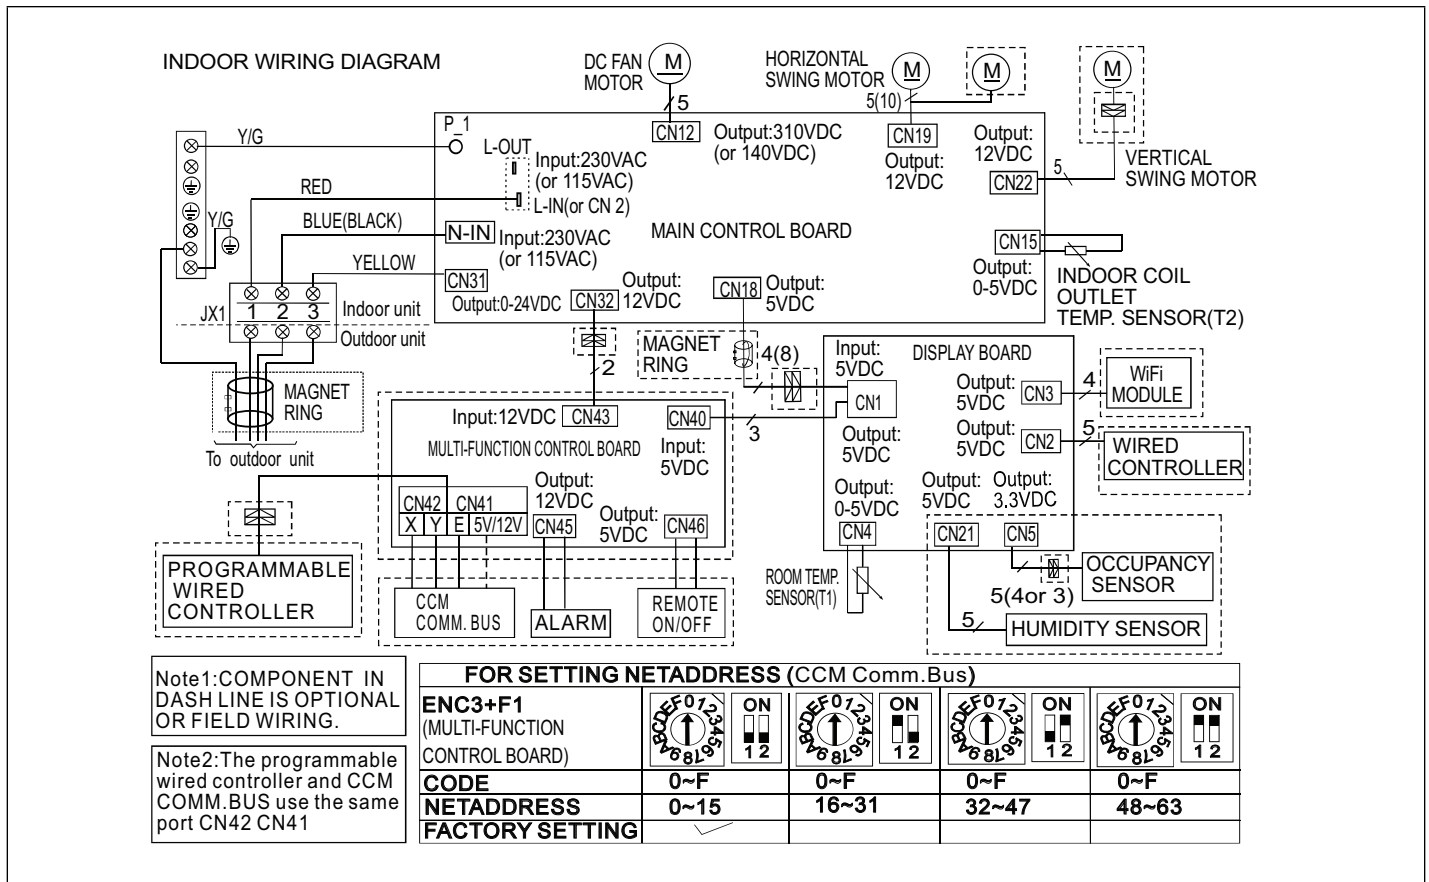 INDOOR WIRING DIAGRAM
DC FAN
MOTOR
M
5
HORIZONTAL
SWING MOTOR
M
M
5(10)
M
VERTICAL
SWING MOTOR
5
Y/G
P_1
L-OUT
Input:230VAC
(or 115VAC)
L-IN(or CN 2)
RED
BLUE(BLACK)
YELLOW
Y/G
CN12
Output:310VDC
(or 140VDC)
CN19
Output:
12VDC
Output:
12VDC
CN22
MAIN CONTROL BOARD
N-IN
Input:230VAC
(or 115VAC)
CN31
Output:0-24VDC
CN32
Output:
12VDC
CN18
Output:
5VDC
CN15
Output:
0-5VDC
INDOOR COIL
OUTLET
TEMP. SENSOR(T2)
JX1
1 2 3
Indoor unit
Outdoor unit
MAGNET
RING
To outdoor unit
2
MAGNET
RING
4(8)
3
Input:12VDC
CN43
CN40
Input:
5VDC
MULTI-FUNCTION CONTROL BOARD
Output:
12VDC
CN42 CN41
X Y E 5V/12V
CN45
Output:
5VDC
CN46
Input:
5VDC
DISPLAY BOARD
CN1
Output:
5VDC
Output:
5VDC
CN3
4
WiFi
MODULE
Output:
5VDC
CN2
5
WIRED
CONTROLLER
Output:
0-5VDC
CN4
Output:
5VDC
CN21
Output:
3.3VDC
CN5
ROOM TEMP.
SENSOR(T1)
OCCUPANCY
SENSOR
5(4or 3)
5
HUMIDITY SENSOR
PROGRAMMABLE
WIRED
CONTROLLER
CCM
COMM. BUS
ALARM
REMOTE
ON/OFF
Note1:COMPONENT IN
DASH LINE IS OPTIONAL
OR FIELD WIRING.
Note2:The programmable
wired controller and CCM
COMM.BUS use the same
port CN42 CN41
FOR SETTING NETADDRESS (CCM Comm.Bus)
ENC3+F1
(MULTI-FUNCTION
CONTROL BOARD)
0123456789ABCDEF
ON
1 2
0123456789ABCDEF
ON
1 2
0123456789ABCDEF
ON
1 2
0123456789ABCDEF
ON
1 2
CODE 0~F 0~F 0~F 0~F
NETADDRESS 0~15 16~31 32~47 48~63
FACTORY SETTING